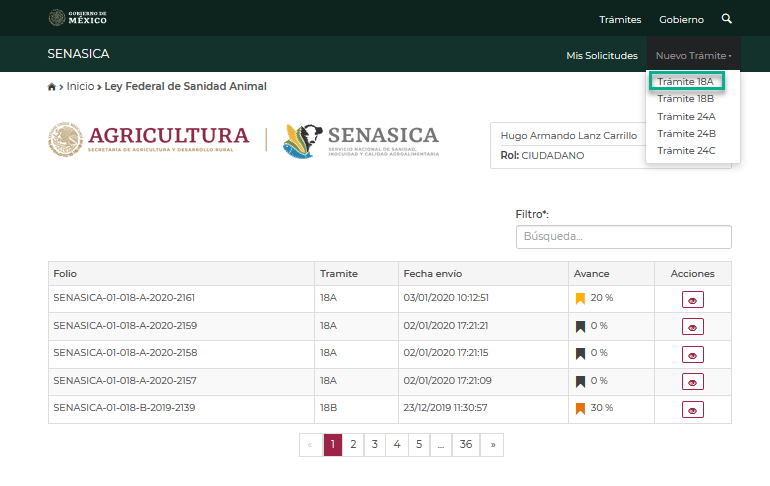 GOBIERNO DE
MÉXICO
Trámites Gobierno
SENASICA
Mis Solicitudes Nuevo Trámite
Trámite 18A
Trámite 18B
Trámite 24A
Trámite 24B
Trámite 24C
Inicio > Ley Federal de Sanidad Animal
AGRICULTURA
SECRETARÍA DE AGRICULTURA Y DESARROLLO RURAL
SENASICA
SERVICIO NACIONAL DE SANIDAD,
INOCUIDAD Y CALIDAD AGROALIMENTARIA
Hugo Armando Lanz Carrillo
Rol: CIUDADANO
Filtro*:
Búsqueda...
Folio Tramite Fecha envío Avance Acciones
SENASICA-01-018-A-2020-2161 18A 03/01/2020 10:12:51 20 %
SENASICA-01-018-A-2020-2159 18A 02/01/2020 17:21:21 0 %
SENASICA-01-018-A-2020-2158 18A 02/01/2020 17:21:15 0 %
SENASICA-01-018-A-2020-2157 18A 02/01/2020 17:21:09 0 %
SENASICA-01-018-B-2019-2139 18B 23/12/2019 11:30:57 30 %
« 1 2 3 4 5 ... 36 »